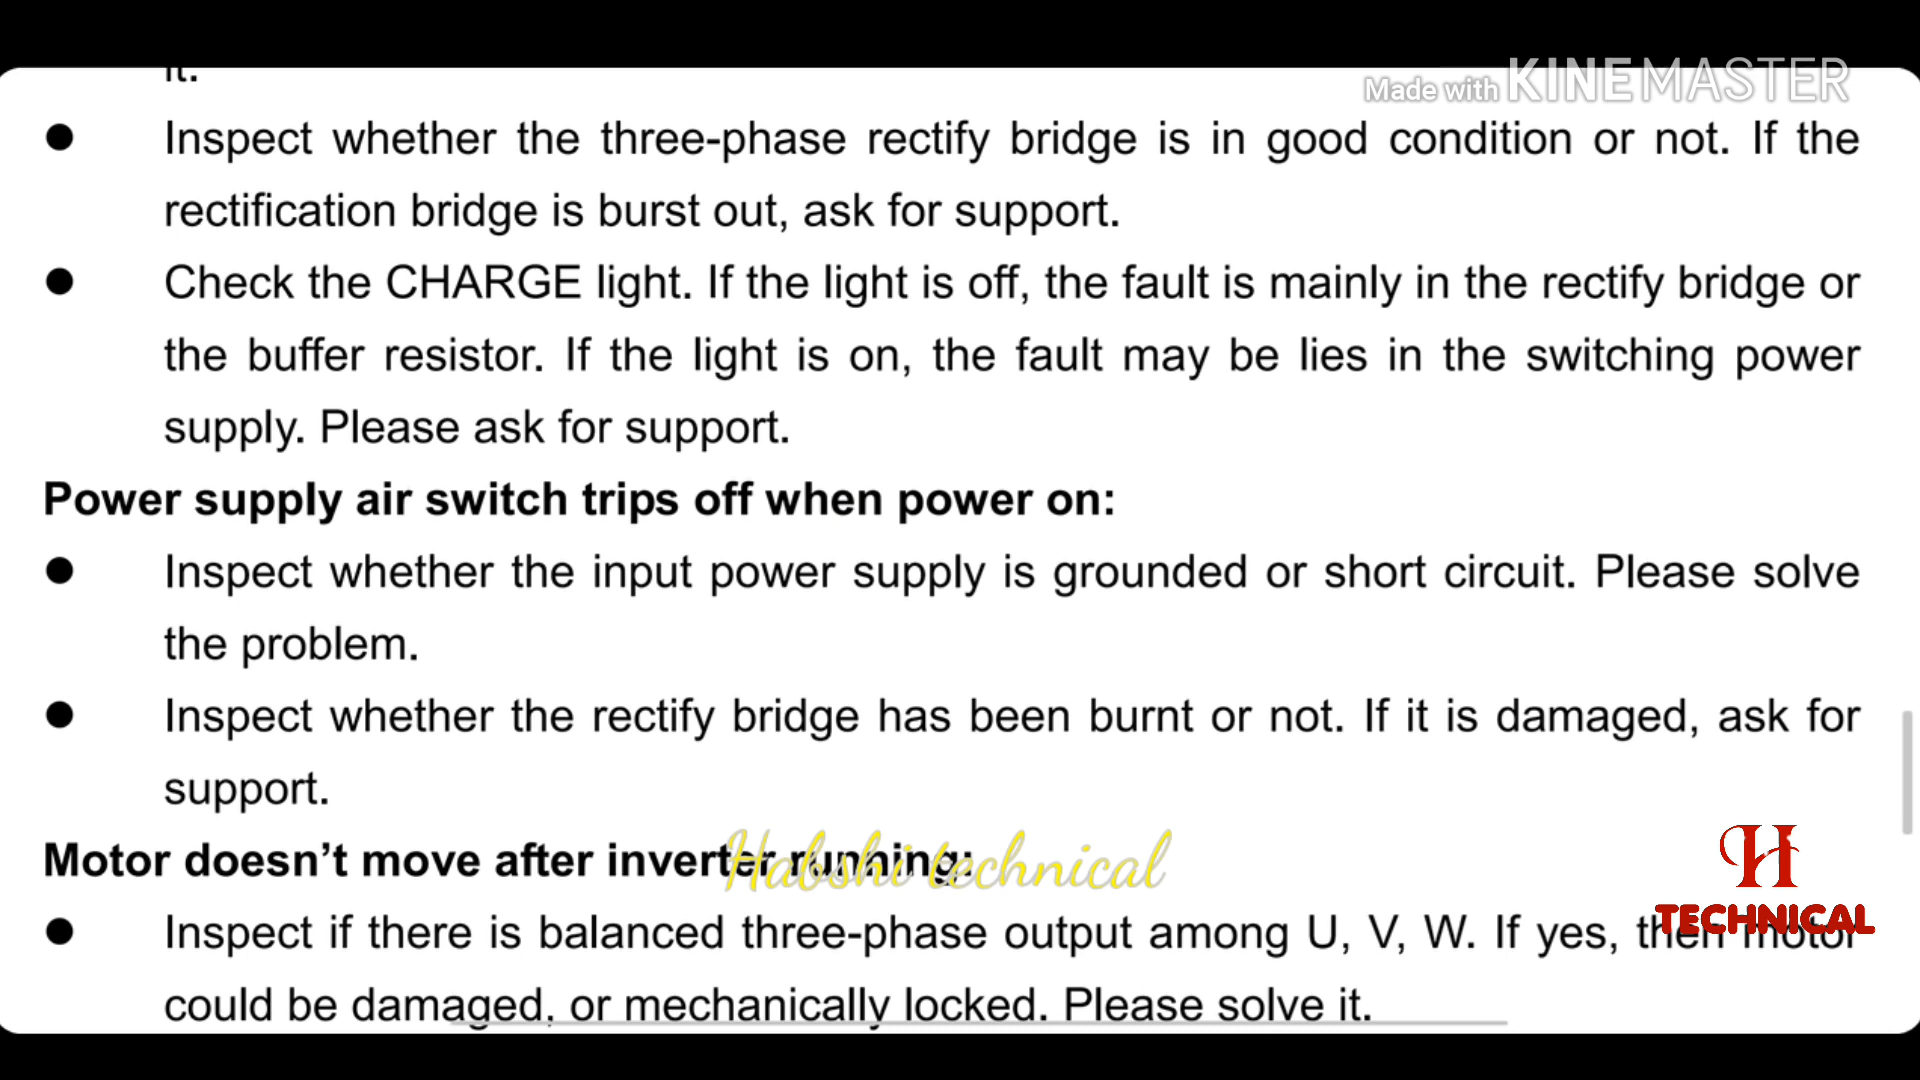 it.
Made with KINEMASTER
● Inspect whether the three-phase rectify bridge is in good condition or not. If the
rectification bridge is burst out, ask for support.
● Check the CHARGE light. If the light is off, the fault is mainly in the rectify bridge or
the buffer resistor. If the light is on, the fault may be lies in the switching power
supply. Please ask for support.
Power supply air switch trips off when power on:
● Inspect whether the input power supply is grounded or short circuit. Please solve
the problem.
● Inspect whether the rectify bridge has been burnt or not. If it is damaged, ask for
support.
Motor doesn't move after inverter running:
Habshi technical
H
TECHNICAL
● Inspect if there is balanced three-phase output among U, V, W. If yes, then motor
could be damaged, or mechanically locked. Please solve it.